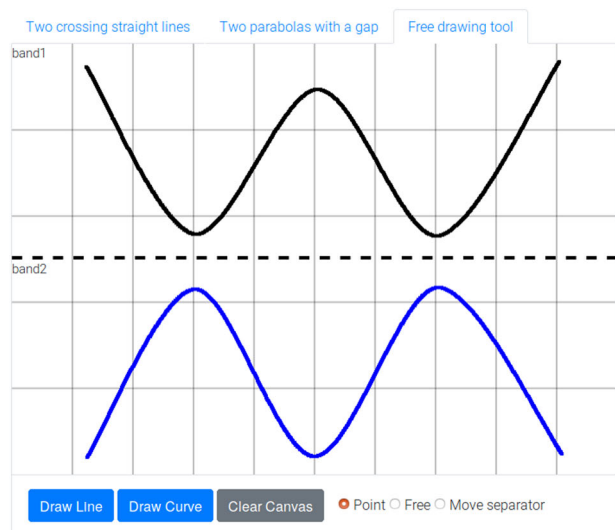 Two crossing straight lines Two parabolas with a gap Free drawing tool
band1
band2
Draw Line Draw Curve Clear Canvas Point Free Move separator